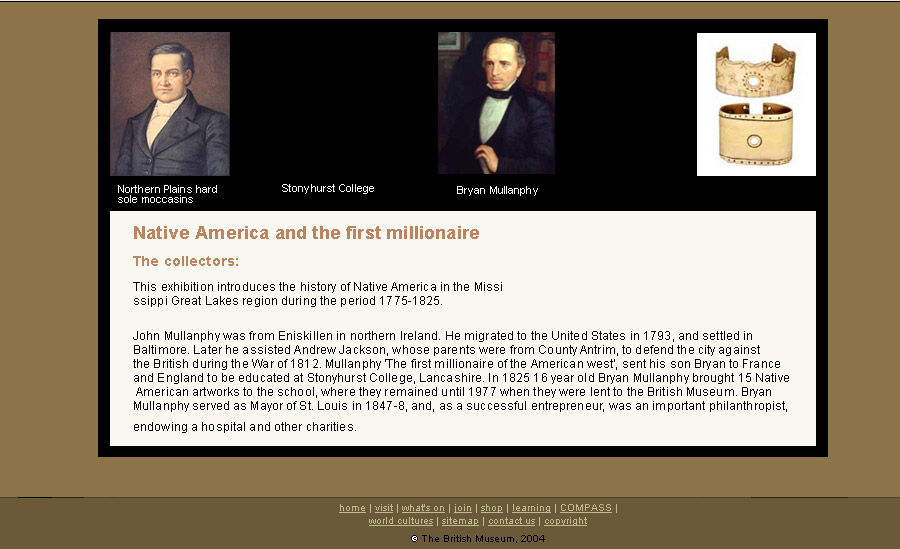 Northern Plains hard
sole moccasins
Stonyhurst College
Bryan Mullanphy
Native America and the first millionaire
The collectors:
This exhibition introduces the history of Native America in the Missi
ssippi Great Lakes region during the period 1775-1825.
John Mullanphy was from Eniskillen in northern Ireland. He migrated to the United States in 1793, and settled in
Baltimore. Later he assisted Andrew Jackson, whose parents were from County Antrim, to defend the city against
the British during the War of 1812. Mullanphy 'The first millionaire of the American west', sent his son Bryan to France
and England to be educated at Stonyhurst College, Lancashire. In 1825 16 year old Bryan Mullanphy brought 15 Native
American artworks to the school, where they remained until 1977 when they were lent to the British Museum. Bryan
Mullanphy served as Mayor of St. Louis in 1847-8, and, as a successful entrepreneur, was an important philanthropist,
endowing a hospital and other charities.
home | visit | what's on | join | shop | learning | COMPASS |
world cultures | sitemap | contact us | copyright
© The British Museum, 2004